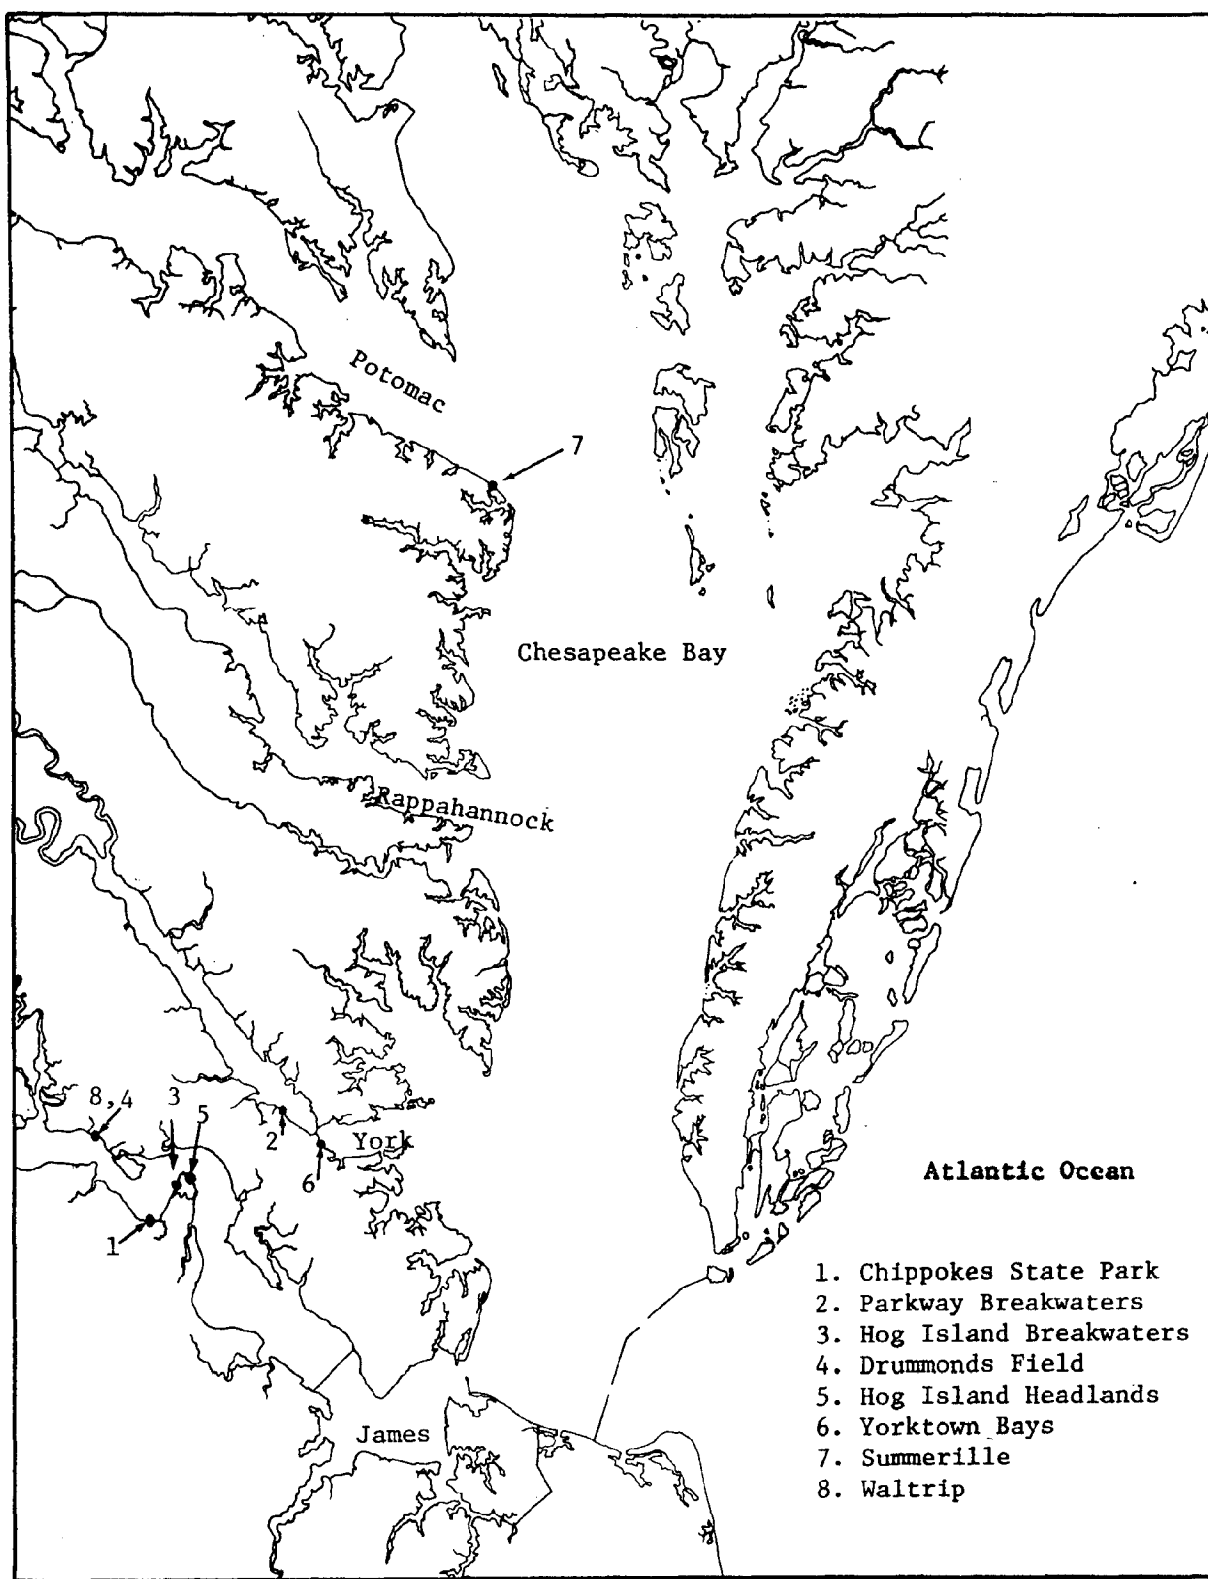 Potomac
7
Chesapeake Bay
Rappahannock
8,4
3
5
2
York
6
1
Atlantic Ocean
James
1. Chippokes State Park
2. Parkway Breakwaters
3. Hog Island Breakwaters
4. Drummonds Field
5. Hog Island Headlands
6. Yorktown Bays
7. Summerille
8. Waltrip